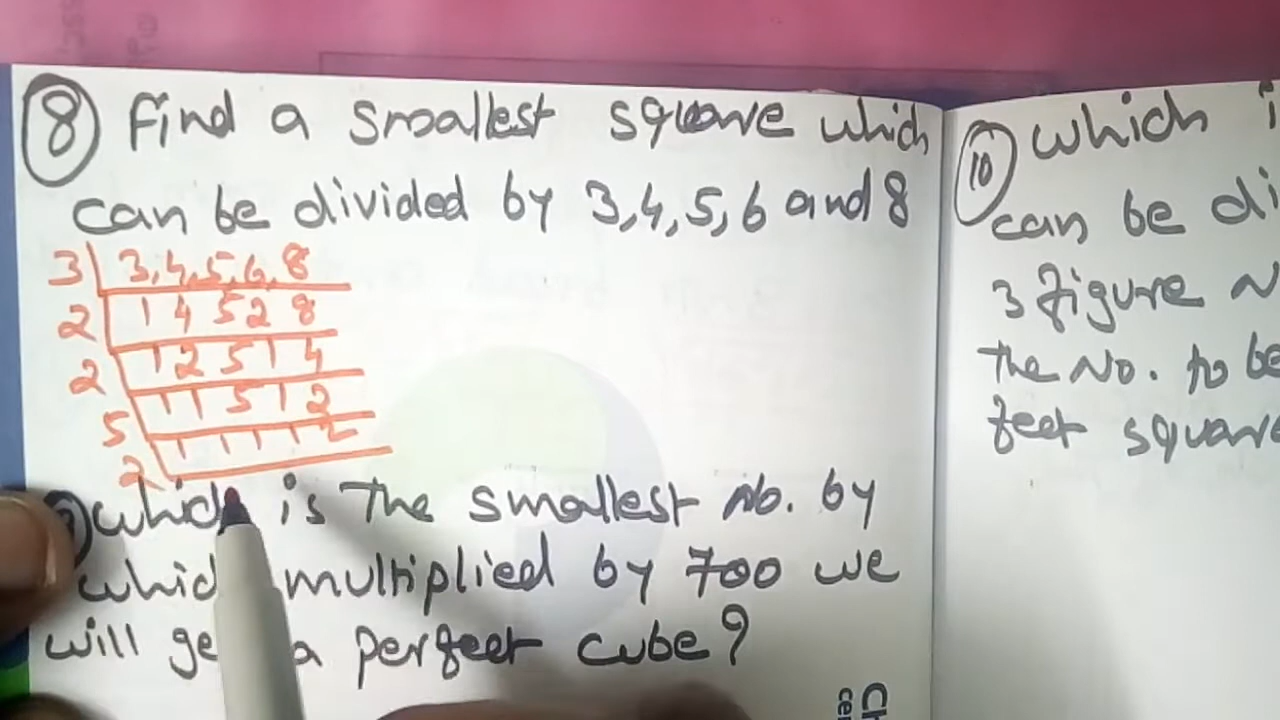 8 Find a smallest square which
can be divided by 3,4,5,6 and 8
3 3,4,5,6,8
2 1 4 5 2 8
2 1 2 5 1 4
5 1 1 5 1 2
2 1 1 1 1 2
which is The smallest No. by
which multiplied by 700 we
will ge a perfect cube?
10 which i
can be di
3 figure N
The No. to be
feet square